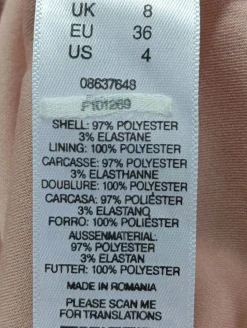 UK 8
EU 36
US 4
08637648
F101269
SHELL: 97% POLYESTER
3% ELASTANE
LINING: 100% POLYESTER
CARCASSE: 97% POLYESTER
3% ELASTHANNE
DOUBLURE: 100% POLYESTER
CARCASA: 97% POLIÉSTER
3% ELASTANO
FORRO: 100% POLIÉSTER
AUSSENMATERIAL:
97% POLYESTER
3% ELASTAN
FUTTER: 100% POLYESTER
MADE IN ROMANIA
PLEASE SCAN ME
FOR TRANSLATIONS